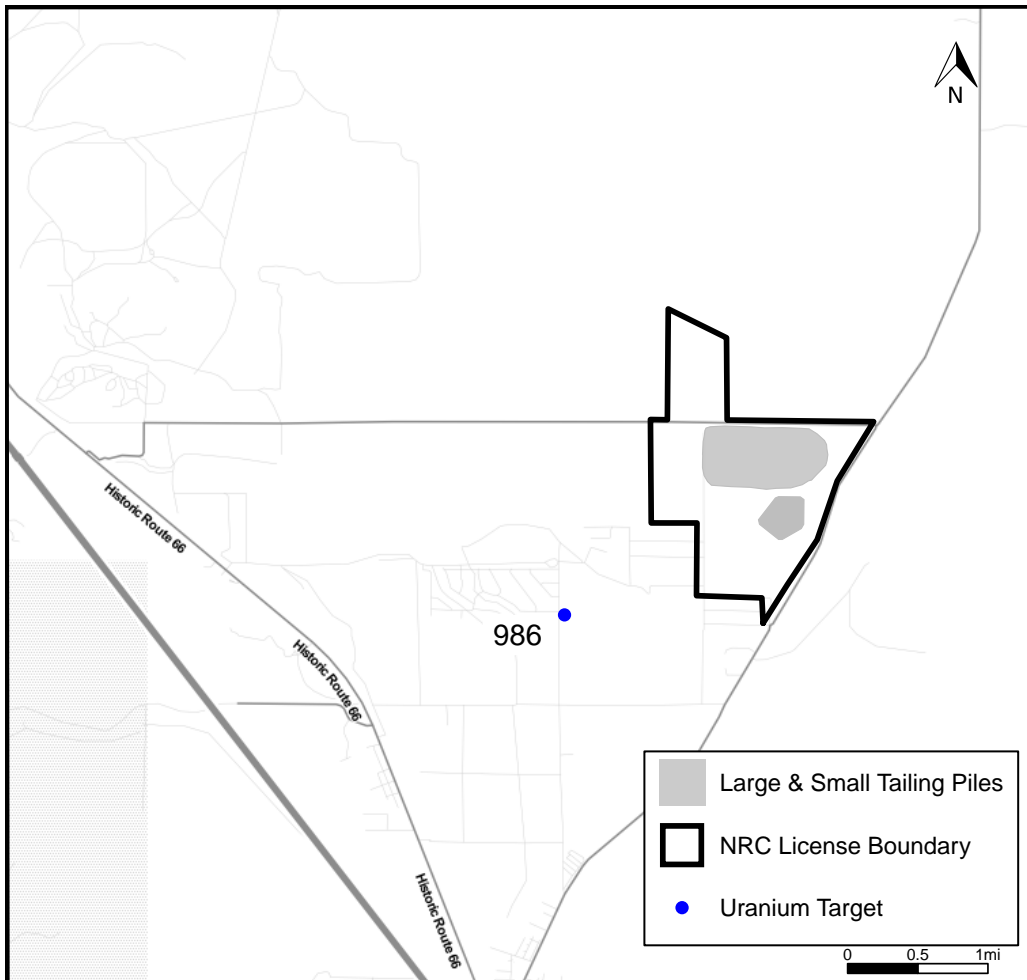 N
Historic Route 66
Historic Route 66
986
Historic Route 66
Large & Small Tailing Piles
NRC License Boundary
Uranium Target
0 0.5 1mi